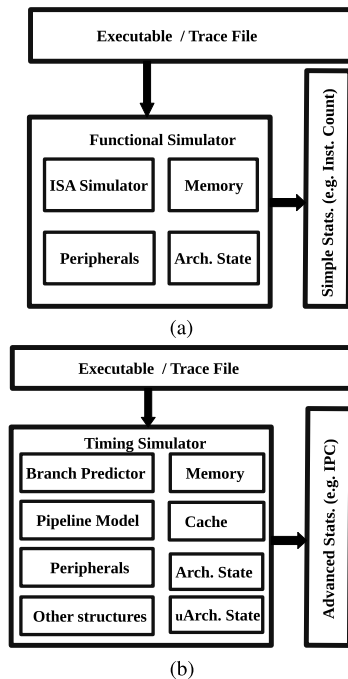 Executable / Trace File
Functional Simulator
ISA Simulator
Memory
Peripherals
Arch. State
Simple Stats. (e.g. Inst. Count)
(a)
Executable / Trace File
Timing Simulator
Branch Predictor
Memory
Pipeline Model
Cache
Peripherals
Arch. State
Other structures
uArch. State
Advanced Stats. (e.g. IPC)
(b)